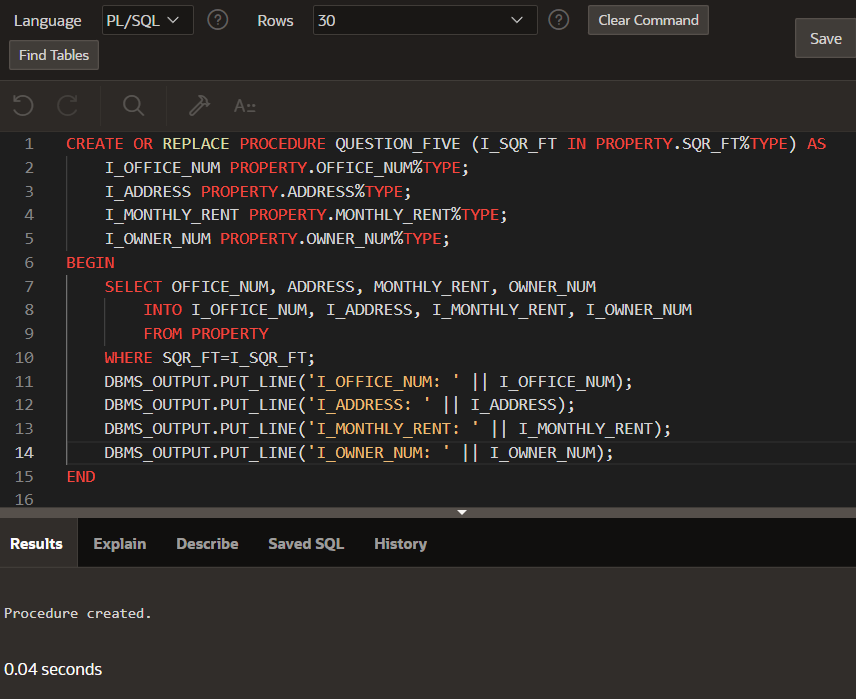 Language PL/SQL ? Rows 30 ? Clear Command
Save
Find Tables
A
1 CREATE OR REPLACE PROCEDURE QUESTION_FIVE (I_SQR_FT IN PROPERTY.SQR_FT%TYPE) AS
2 I_OFFICE_NUM PROPERTY.OFFICE_NUM%TYPE;
3 I_ADDRESS PROPERTY.ADDRESS%TYPE;
4 I_MONTHLY_RENT PROPERTY.MONTHLY_RENT%TYPE;
5 I_OWNER_NUM PROPERTY.OWNER_NUM%TYPE;
6 BEGIN
7 SELECT OFFICE_NUM, ADDRESS, MONTHLY_RENT, OWNER_NUM
8 INTO I_OFFICE_NUM, I_ADDRESS, I_MONTHLY_RENT, I_OWNER_NUM
9 FROM PROPERTY
10 WHERE SQR_FT=I_SQR_FT;
11 DBMS_OUTPUT.PUT_LINE('I_OFFICE_NUM: ' || I_OFFICE_NUM);
12 DBMS_OUTPUT.PUT_LINE('I_ADDRESS: ' || I_ADDRESS);
13 DBMS_OUTPUT.PUT_LINE('I_MONTHLY_RENT: ' || I_MONTHLY_RENT);
14 DBMS_OUTPUT.PUT_LINE('I_OWNER_NUM: ' || I_OWNER_NUM);
15 END
16
Results Explain Describe Saved SQL History
Procedure created.
0.04 seconds